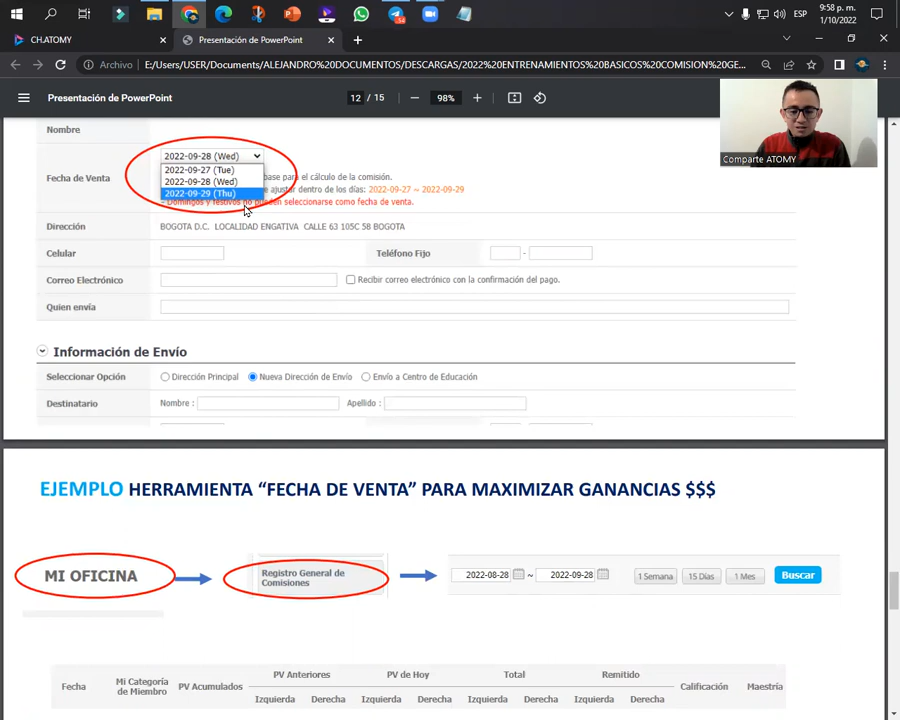 9:58 p. m.
ESP
1/10/2022
54
CH.ATOMY
Presentación de PowerPoint
Archivo
E:/Users/USER/Documents/ALEJANDRO%20DOCUMENTOS/DESCARGAS/2022%20ENTRENAMIENTOS%20BASICOS%20COMISION%20GE...
Presentación de PowerPoint
12 / 15
98%
Comparte ATOMY
Nombre
Fecha de Venta
2022-09-28 (Wed)
2022-09-27 (Tue)
2022-09-28 (Wed)
2022-09-29 (Thu)
base para el cálculo de la comisión.
e ajustar dentro de los días: 2022-09-27 ~ 2022-09-29
- Domingos y festivos no pueden seleccionarse como fecha de venta.
Dirección
BOGOTA D.C. LOCALIDAD ENGATIVA CALLE 63 105C 58 BOGOTA
Celular
Teléfono Fijo
-
Correo Electrónico
Recibir correo electrónico con la confirmación del pago.
Quien envía
Información de Envío
Seleccionar Opción
Dirección Principal
Nueva Dirección de Envío
Envío a Centro de Educación
Destinatario
Nombre :
Apellido :
EJEMPLO HERRAMIENTA “FECHA DE VENTA” PARA MAXIMIZAR GANANCIAS $$$
MI OFICINA
Registro General de
Comisiones
2022-08-28 ~ 2022-09-28
1 Semana
15 Días
1 Mes
Buscar
Fecha
Mi Categoría
de Miembro
PV Acumulados
PV Anteriores
PV de Hoy
Total
Remitido
Izquierda Derecha Izquierda Derecha Izquierda Derecha Izquierda Derecha
Calificación
Maestría